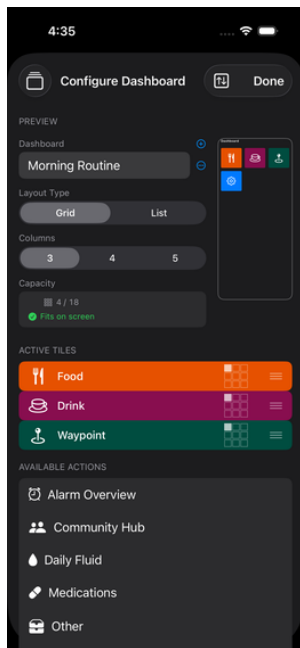 4:35
Configure Dashboard
Done
PREVIEW
Dashboard
Dashboard
Morning Routine
Layout Type
Grid List
Columns
3 4 5
Capacity
4 / 18
Fits on screen
ACTIVE TILES
Food
Drink
Waypoint
AVAILABLE ACTIONS
Alarm Overview
Community Hub
Daily Fluid
Medications
Other